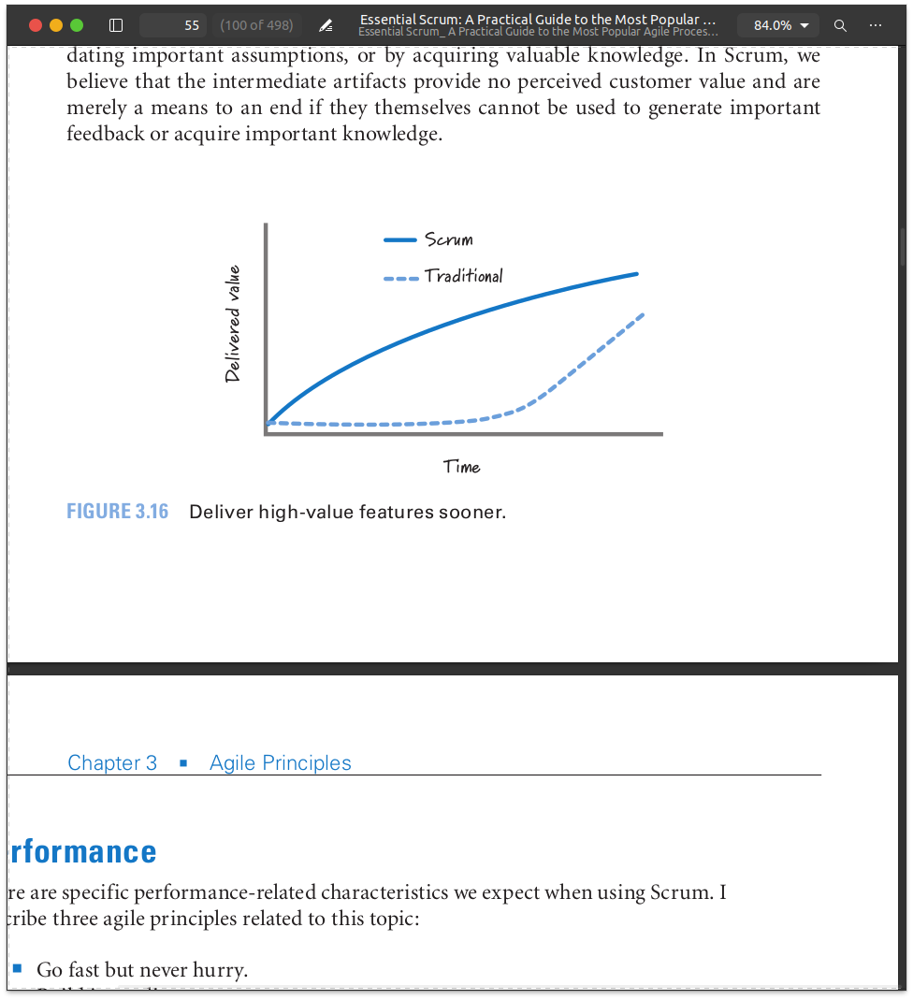 55
(100 of 498)
Essential Scrum: A Practical Guide to the Most Popular …
Essential Scrum_ A Practical Guide to the Most Popular Agile Proces…
84.0%
dating important assumptions, or by acquiring valuable knowledge. In Scrum, we
believe that the intermediate artifacts provide no perceived customer value and are
merely a means to an end if they themselves cannot be used to generate important
feedback or acquire important knowledge.
Scrum
Traditional
Delivered value
Time
FIGURE 3.16 Deliver high-value features sooner.
Chapter 3 ■ Agile Principles
rformance
re are specific performance-related characteristics we expect when using Scrum. I
cribe three agile principles related to this topic:
■ Go fast but never hurry.